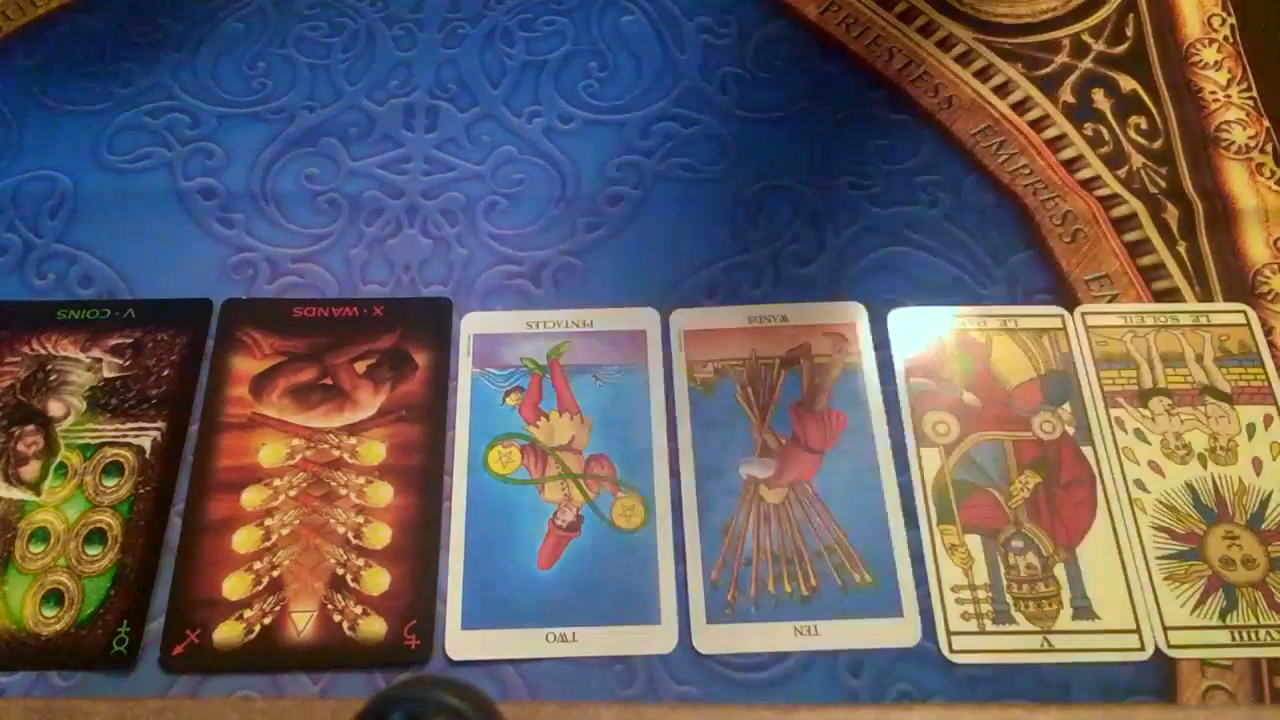 PRIESTESS
EMPRESS
V · COINS
X · WANDS
PENTACLES
WANDS
LE SOLEIL
TWO
TEN
V